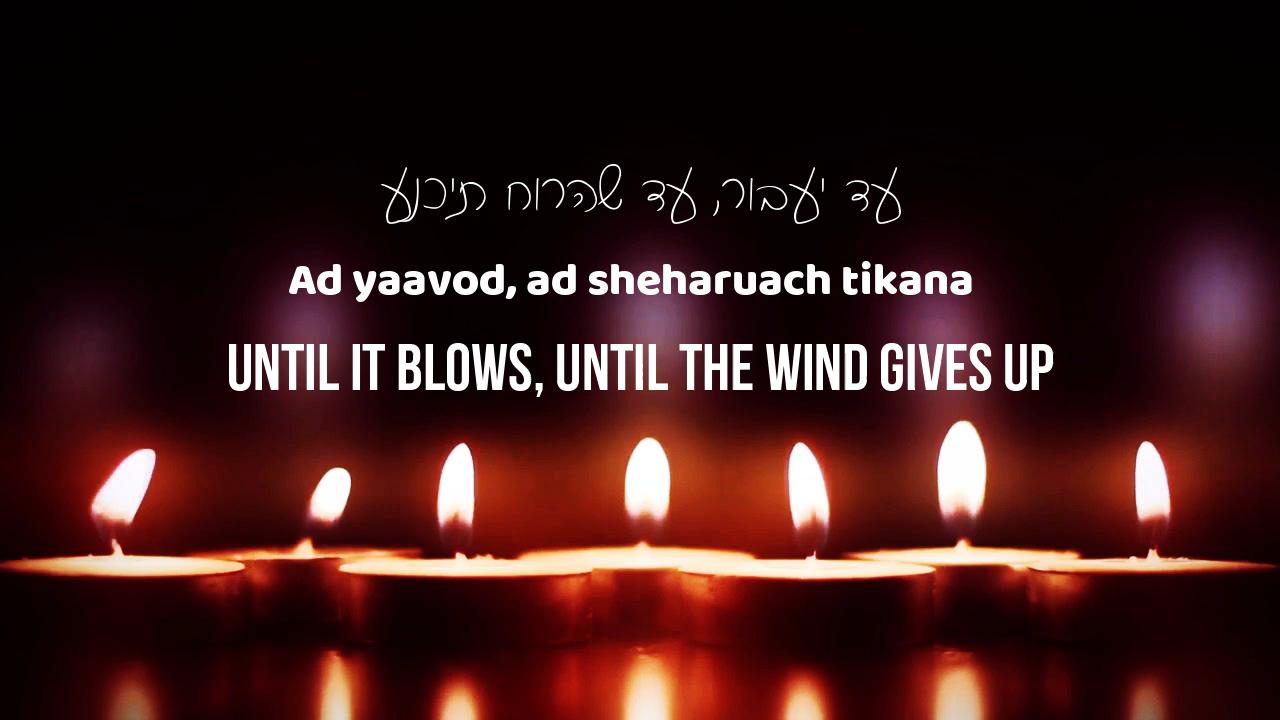 עד יעבור, עד שהרוח תיכנע
Ad yaavod, ad sheharuach tikana
UNTIL IT BLOWS, UNTIL THE WIND GIVES UP